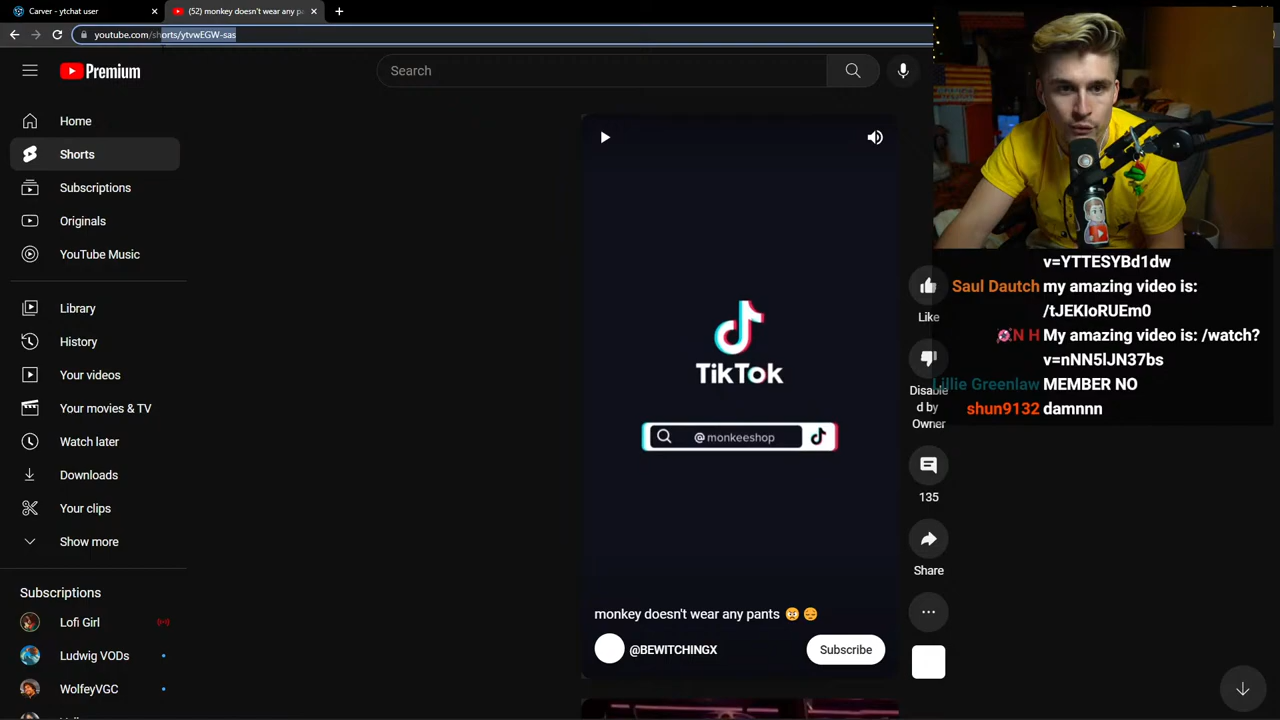 Carver - ytchat user
(52) monkey doesn't wear any pa
youtube.com/shorts/ytvwEGW-sas
Premium
Search
Home
Shorts
Subscriptions
Originals
YouTube Music
Library
History
Your videos
Your movies & TV
Watch later
Downloads
Your clips
Show more
Subscriptions
Lofi Girl
Ludwig VODs
WolfeyVGC
TikTok
@monkeeshop
monkey doesn't wear any pants
@BEWITCHINGX
Subscribe
Like
Disable
d by
Owner
135
Share
v=YTTESYBd1dw
Saul Dautch my amazing video is:
/tJEKIoRUEm0
N H My amazing video is: /watch?
v=nNN5lJN37bs
Lillie Greenlaw MEMBER NO
shun9132 damnnn